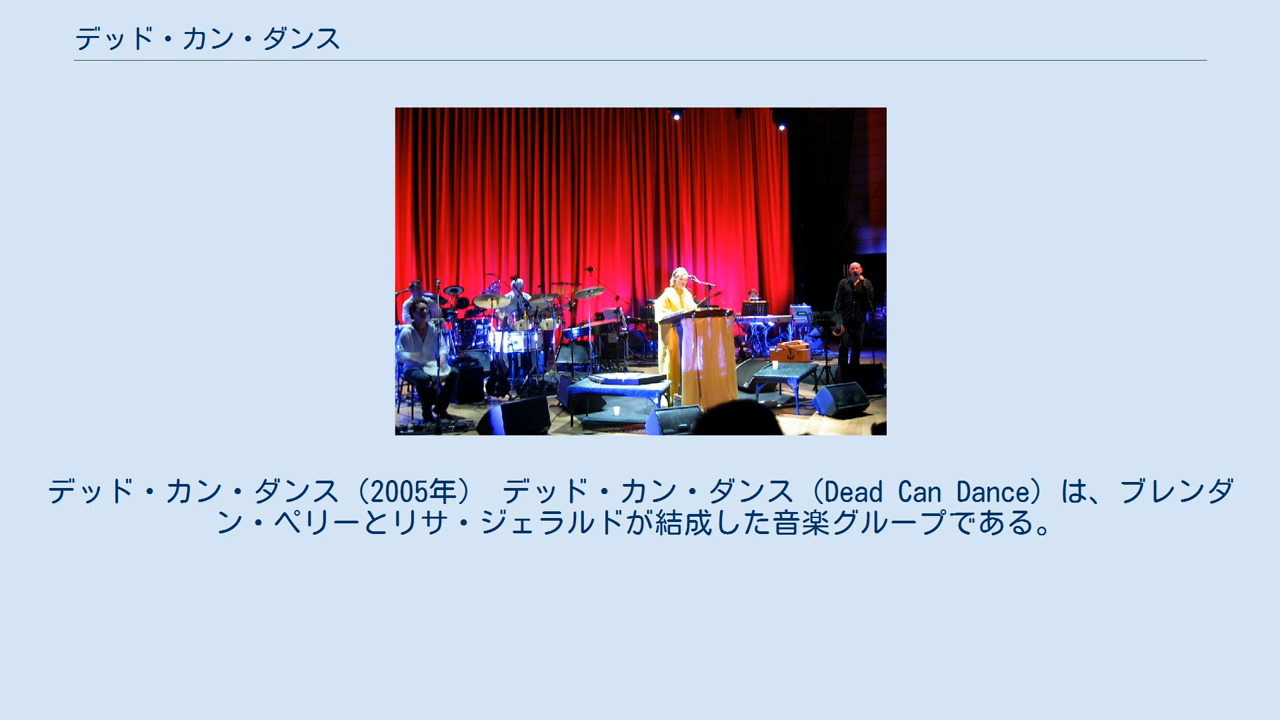 デッド・カン・ダンス
デッド・カン・ダンス（2005年） デッド・カン・ダンス（Dead Can Dance）は、ブレンダ
ン・ペリーとリサ・ジェラルドが結成した音楽グループである。